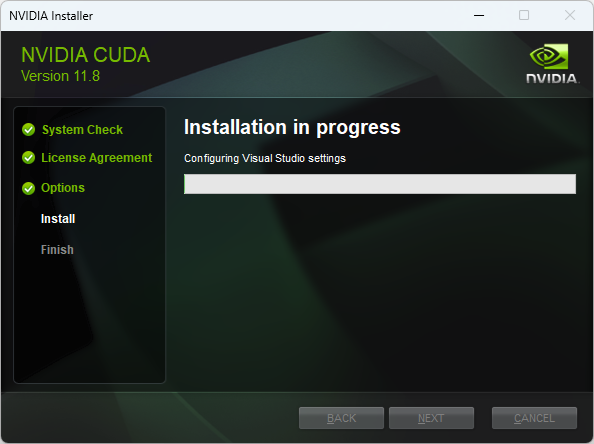 NVIDIA Installer
NVIDIA CUDA
Version 11.8
NVIDIA.
System Check
License Agreement
Options
Install
Finish
Installation in progress
Configuring Visual Studio settings
BACK
NEXT
CANCEL